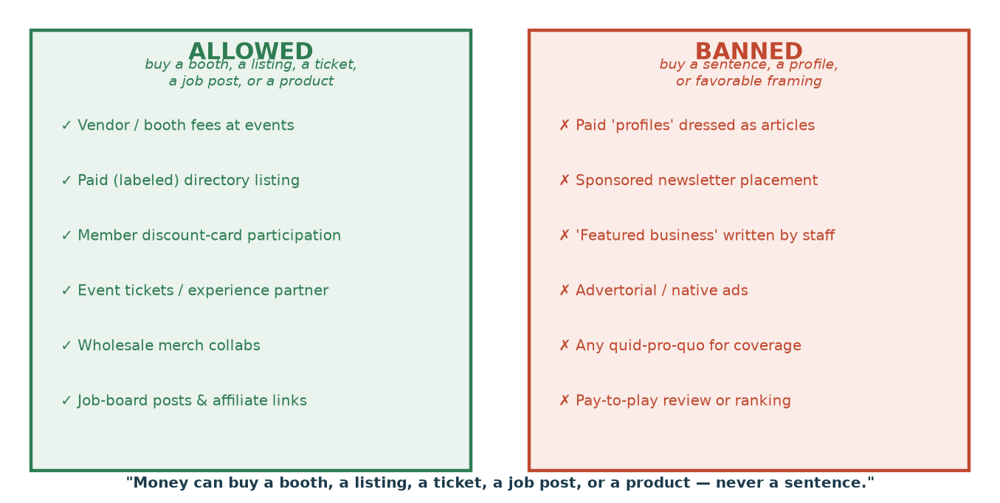 ALLOWED
buy a booth, a listing, a ticket,
a job post, or a product
✓ Vendor / booth fees at events
✓ Paid (labeled) directory listing
✓ Member discount-card participation
✓ Event tickets / experience partner
✓ Wholesale merch collabs
✓ Job-board posts & affiliate links
BANNED
buy a sentence, a profile,
or favorable framing
✗ Paid 'profiles' dressed as articles
✗ Sponsored newsletter placement
✗ 'Featured business' written by staff
✗ Advertorial / native ads
✗ Any quid-pro-quo for coverage
✗ Pay-to-play review or ranking
"Money can buy a booth, a listing, a ticket, a job post, or a product — never a sentence."